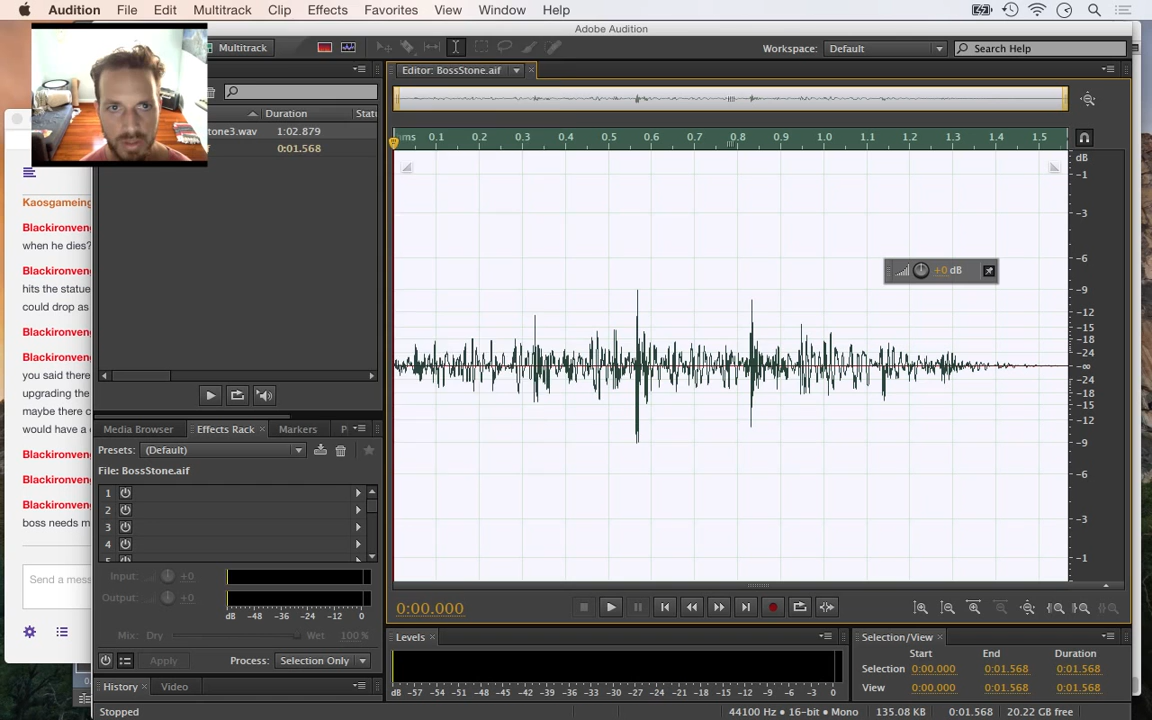 Audition File Edit Multitrack Clip Effects Favorites View Window Help
Adobe Audition
Multitrack
Workspace: Default
Search Help
Editor: BossStone.aif
Duration
tone3.wav 1:02.879
0:01.568
ms 0.1 0.2 0.3 0.4 0.5 0.6 0.7 0.8 0.9 1.0 1.1 1.2 1.3 1.4 1.5
dB
-1
-3
-6
-9
-12
-15
-18
-24
-∞
-24
-18
-15
-12
-9
-6
-3
-1
+0 dB
Kaosgameing
when he dies?
hits the statue
could drop as
you said there
upgrading the
maybe there
would have a
boss needs m
Send a mess
Media Browser Effects Rack Markers P
Presets: (Default)
File: BossStone.aif
1
2
3
4
Input: +0
Output: +0
dB -48 -36 -24 -12 0
Mix: Dry Wet 100 %
Apply Process: Selection Only
History Video
Stopped
0:00.000
Levels
dB -57 -54 -51 -48 -45 -42 -39 -36 -33 -30 -27 -24 -21 -18 -15 -12 -9 -6 -3 0
Selection/View
Start End Duration
Selection 0:00.000 0:01.568 0:01.568
View 0:00.000 0:01.568 0:01.568
44100 Hz • 16-bit • Mono 135.08 KB 0:01.568 20.22 GB free